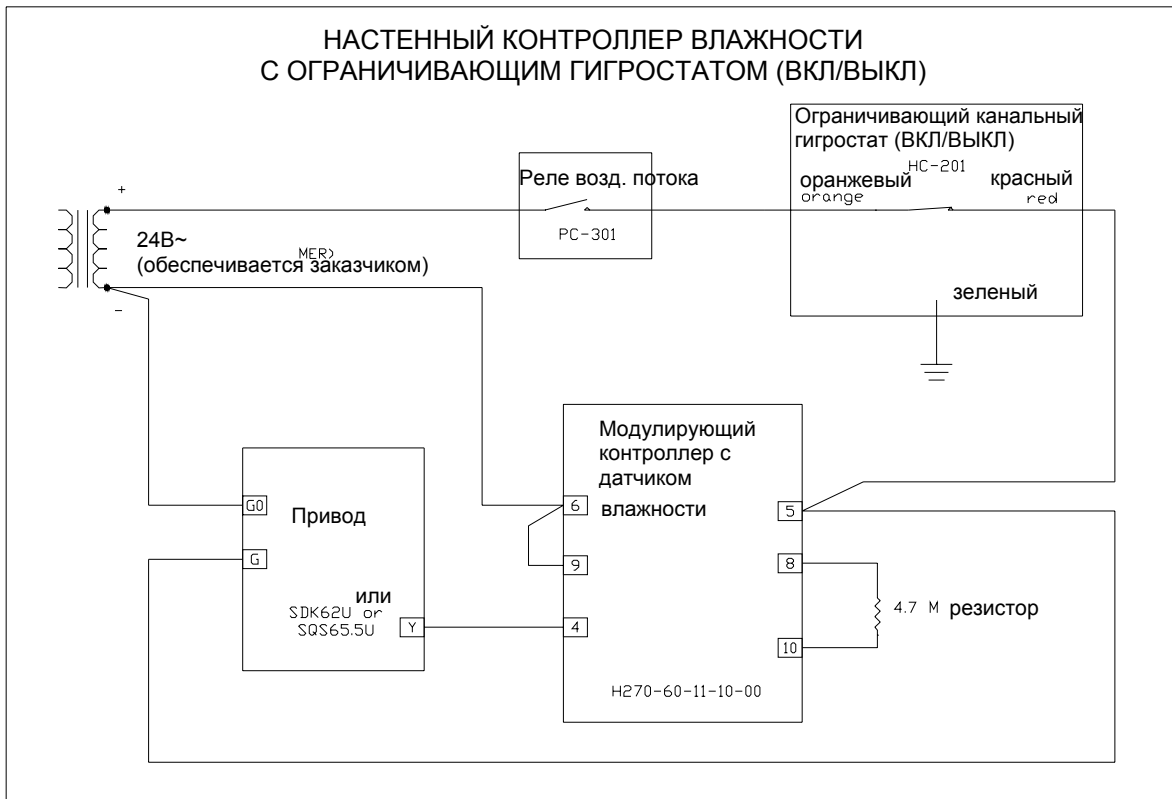 НАСТЕННЫЙ КОНТРОЛЛЕР ВЛАЖНОСТИ
С ОГРАНИЧИВАЮЩИМ ГИГРОСТАТОМ (ВКЛ/ВЫКЛ)
Ограничивающий канальный
гигростат (ВКЛ/ВЫКЛ)
HC-201
оранжевый
orange
красный
red
зеленый
Реле возд. потока
PC-301
+
24В~
MER)
(обеспечивается заказчиком)
–
G0
Привод
G
или
SDK62U or
SQS65.5U
Y
Модулирующий
контроллер с
датчиком
влажности
6
9
4
5
8
10
H270-60-11-10-00
4.7 M резистор